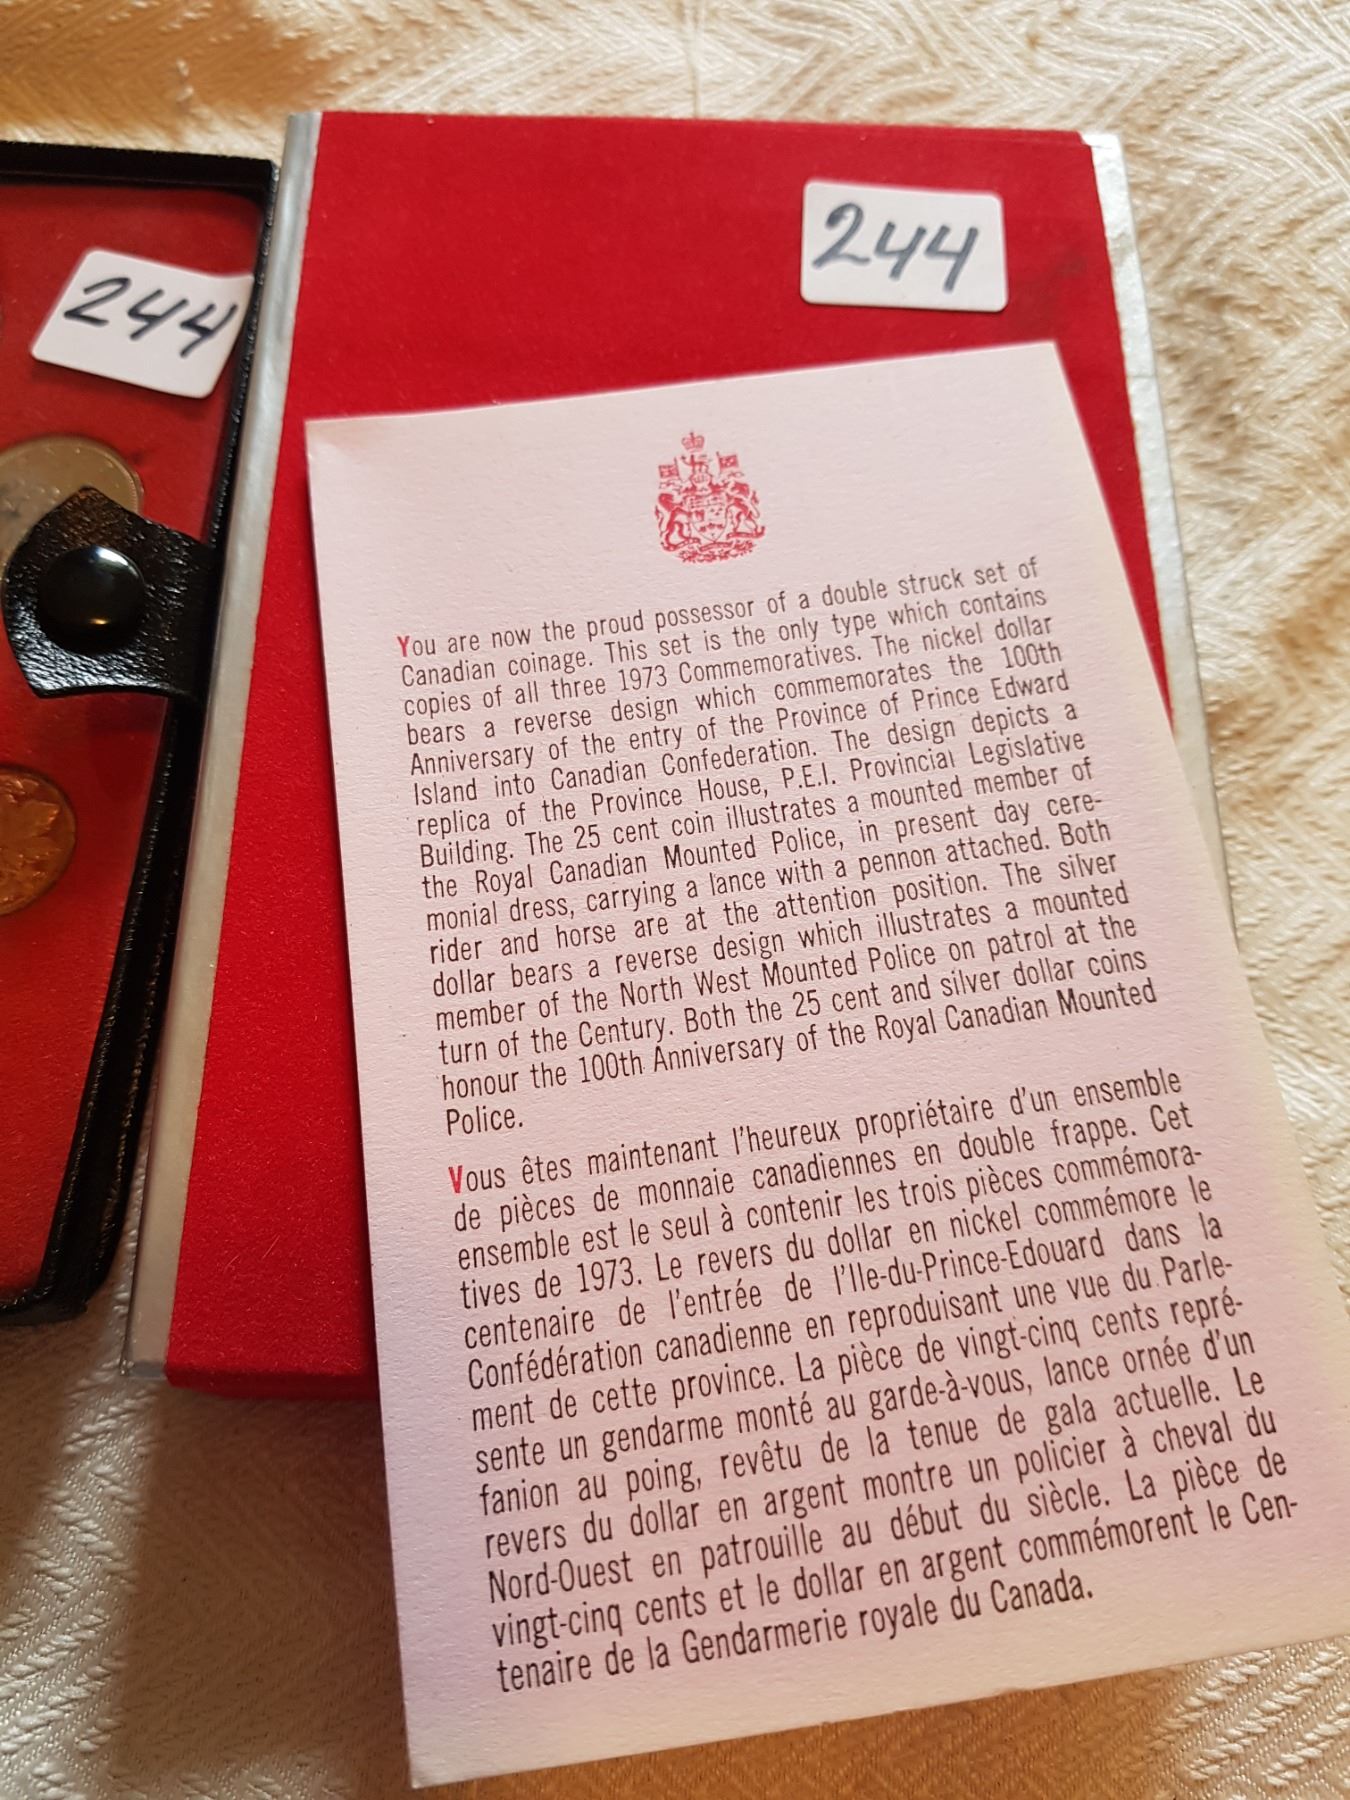 244
244
You are now the proud possessor of a double struck set of
Canadian coinage. This set is the only type which contains
copies of all three 1973 Commemoratives. The nickel dollar
bears a reverse design which commemorates the 100th
Anniversary of the entry of the Province of Prince Edward
Island into Canadian Confederation. The design depicts a
replica of the Province House, P.E.I. Provincial Legislative
Building. The 25 cent coin illustrates a mounted member of
the Royal Canadian Mounted Police, in present day cere-
monial dress, carrying a lance with a pennon attached. Both
rider and horse are at the attention position. The silver
dollar bears a reverse design which illustrates a mounted
member of the North West Mounted Police on patrol at the
turn of the Century. Both the 25 cent and silver dollar coins
honour the 100th Anniversary of the Royal Canadian Mounted
Police.
Vous êtes maintenant l'heureux propriétaire d'un ensemble
de pièces de monnaie canadiennes en double frappe. Cet
ensemble est le seul à contenir les trois pièces commémora-
tives de 1973. Le revers du dollar en nickel commémore le
centenaire de l'entrée de l'Ile-du-Prince-Edouard dans la
Confédération canadienne en reproduisant une vue du Parle-
ment de cette province. La pièce de vingt-cinq cents repré-
sente un gendarme monté au garde-à-vous, lance ornée d'un
fanion au poing, revêtu de la tenue de gala actuelle. Le
revers du dollar en argent montre un policier à cheval du
Nord-Ouest en patrouille au début du siècle. La pièce de
vingt-cinq cents et le dollar en argent commémorent le Cen-
tenaire de la Gendarmerie royale du Canada.